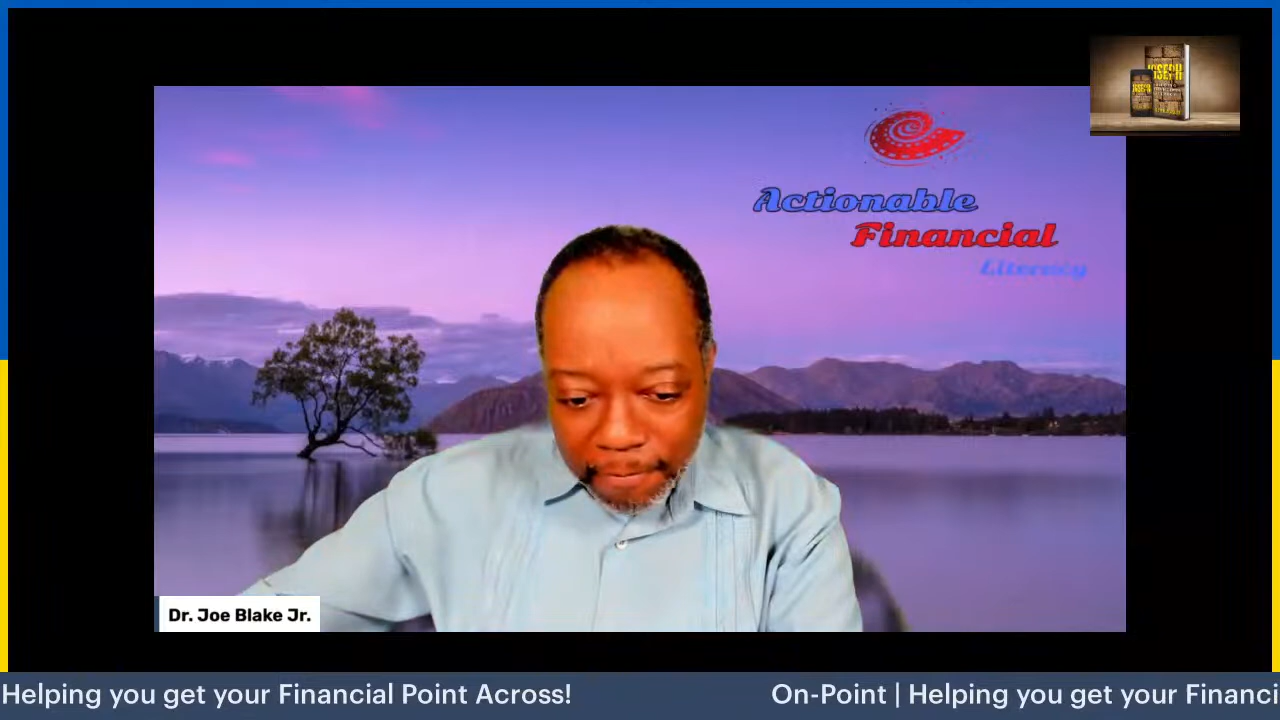 JOSEPH
Actionable
Financial
Literacy
Dr. Joe Blake Jr.
Helping you get your Financial Point Across! On-Point | Helping you get your Financi